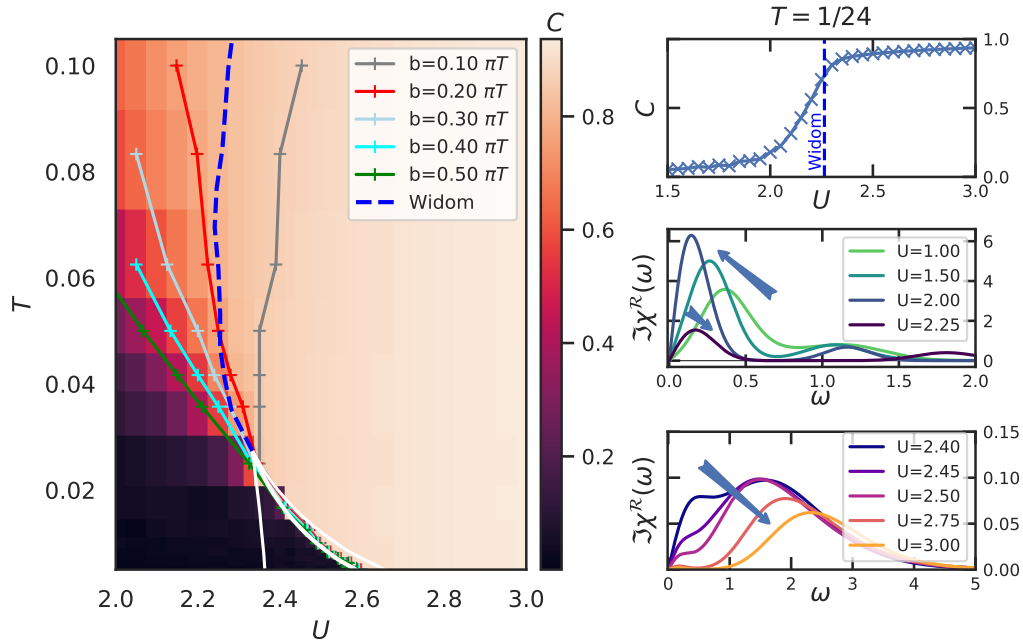 C
T = 1/24
0.10
0.08
0.06
0.04
0.02
T
2.0
2.2
2.4
2.6
2.8
3.0
U
b=0.10 πT
b=0.20 πT
b=0.30 πT
b=0.40 πT
b=0.50 πT
Widom
0.8
0.6
0.4
0.2
C
1.0
0.5
0.0
Widom
1.5
2.0
2.5
3.0
U
ℑχᴿ(ω)
6
4
2
0
U=1.00
U=1.50
U=2.00
U=2.25
0.0
0.5
1.0
1.5
2.0
ω
ℑχᴿ(ω)
0.15
0.10
0.05
0.00
U=2.40
U=2.45
U=2.50
U=2.75
U=3.00
0
1
2
3
4
5
ω